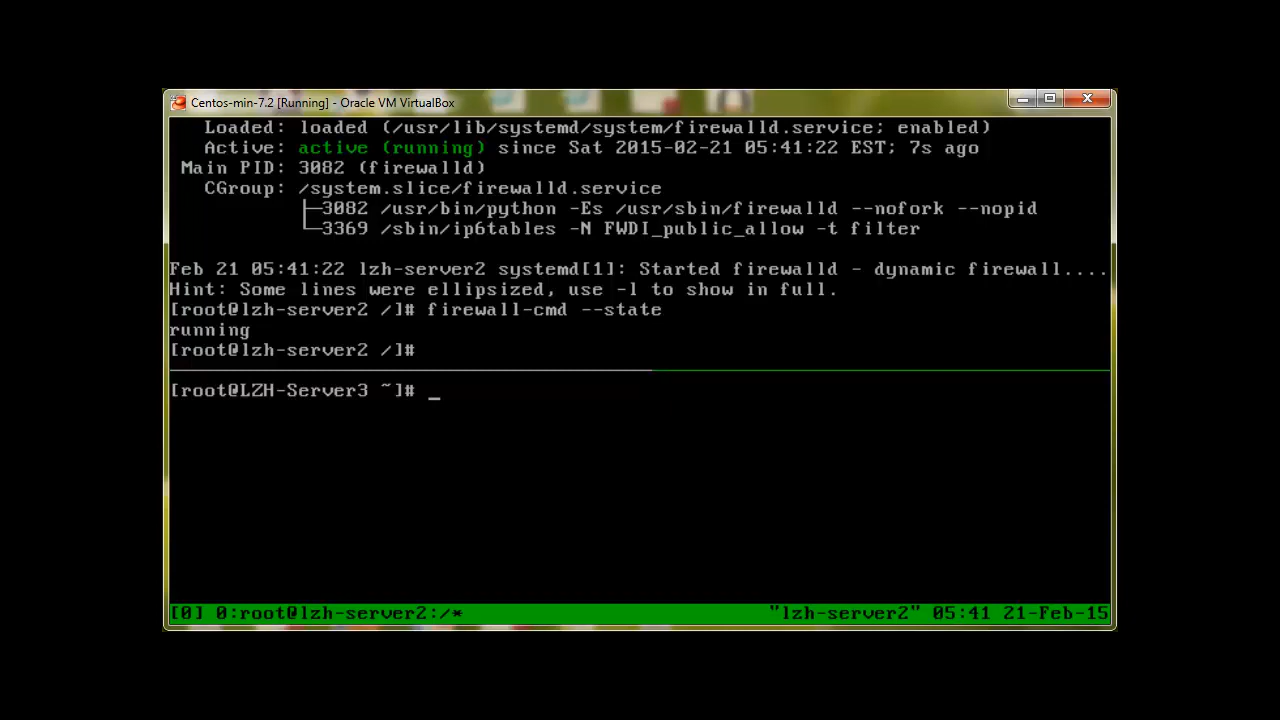 Centos-min-7.2 [Running] - Oracle VM VirtualBox
Loaded: loaded (/usr/lib/systemd/system/firewalld.service; enabled)
Active: active (running) since Sat 2015-02-21 05:41:22 EST; 7s ago
Main PID: 3082 (firewalld)
CGroup: /system.slice/firewalld.service
├─3082 /usr/bin/python -Es /usr/sbin/firewalld --nofork --nopid
└─3369 /sbin/ip6tables -N FWDI_public_allow -t filter
Feb 21 05:41:22 lzh-server2 systemd[1]: Started firewalld - dynamic firewall....
Hint: Some lines were ellipsized, use -l to show in full.
[root@lzh-server2 /]# firewall-cmd --state
running
[root@lzh-server2 /]#
[root@LZH-Server3 ~]# _
[0] 0:root@lzh-server2:/* "lzh-server2" 05:41 21-Feb-15